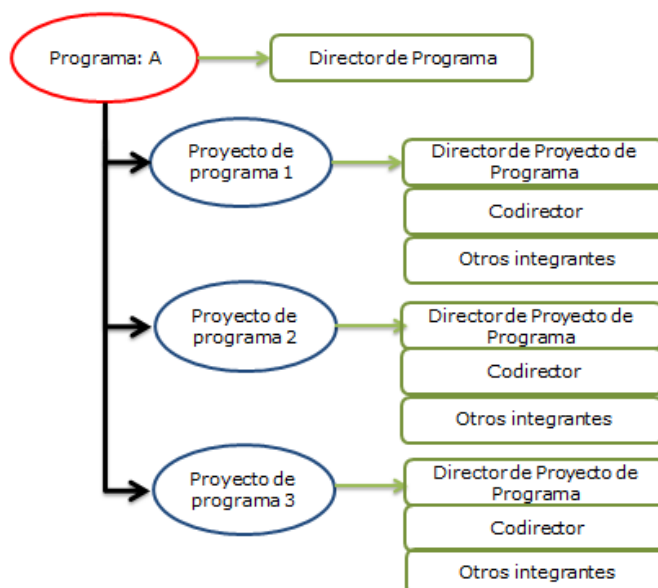 Programa: A
Director de Programa
Proyecto de
programa 1
Director de Proyecto de
Programa
Codirector
Otros integrantes
Proyecto de
programa 2
Director de Proyecto de
Programa
Codirector
Otros integrantes
Proyecto de
programa 3
Director de Proyecto de
Programa
Codirector
Otros integrantes